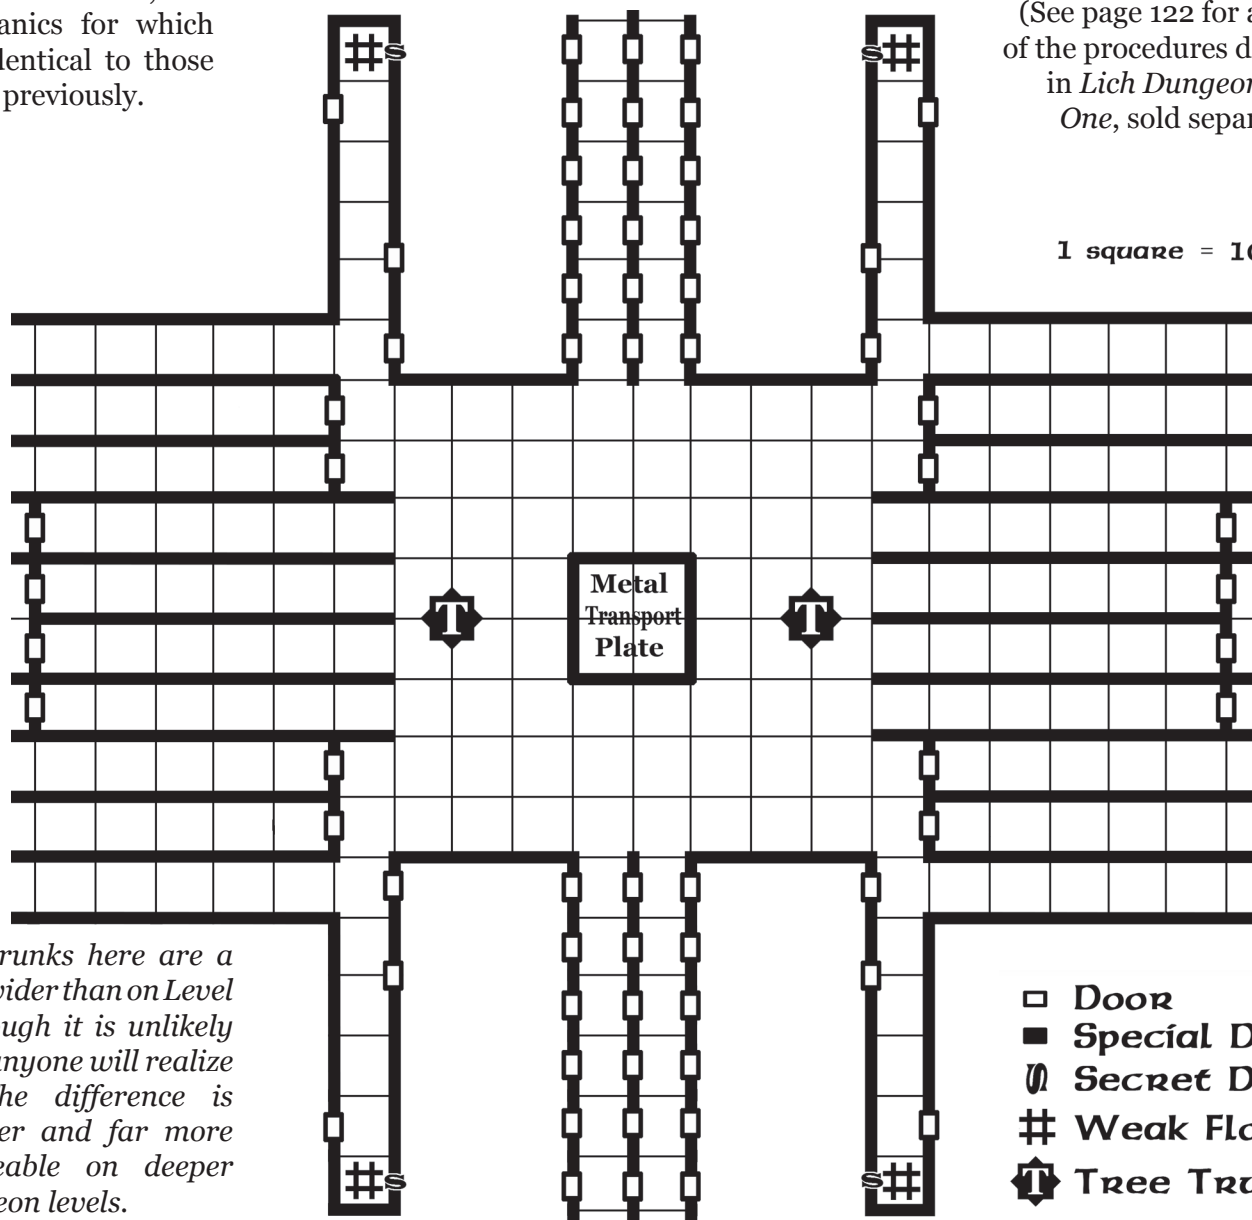 anics for which
dentical to those
previously.
(See page 122 for a
of the procedures d
in Lich Dungeon
One, sold separ
S
S
1 square = 10
Metal
Transport
Plate
T
T
runks here are a
wider than on Level
ugh it is unlikely
anyone will realize
he difference is
er and far more
eable on deeper
eon levels.
S
S
Door
Special D
S Secret D
Weak Flo
T Tree Tru